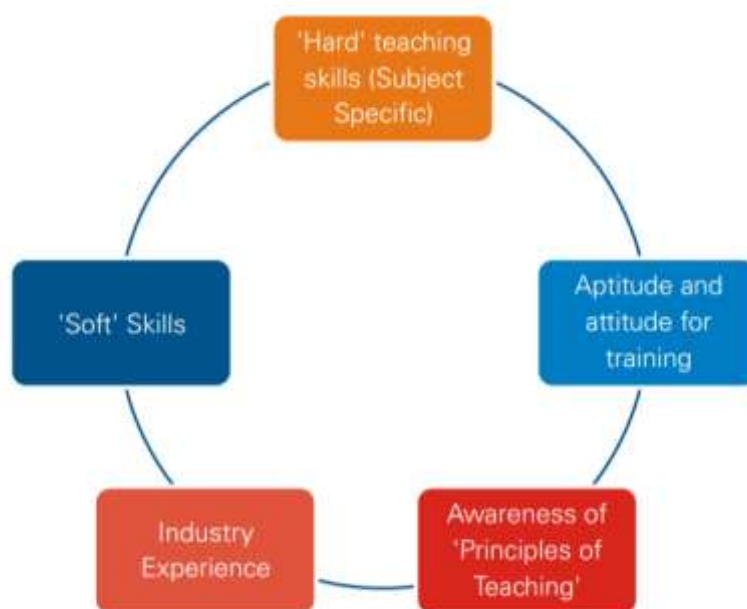 'Hard' teaching
skills (Subject
Specific)
Aptitude and
attitude for
training
Awareness of
'Principles of
Teaching'
Industry
Experience
'Soft' Skills